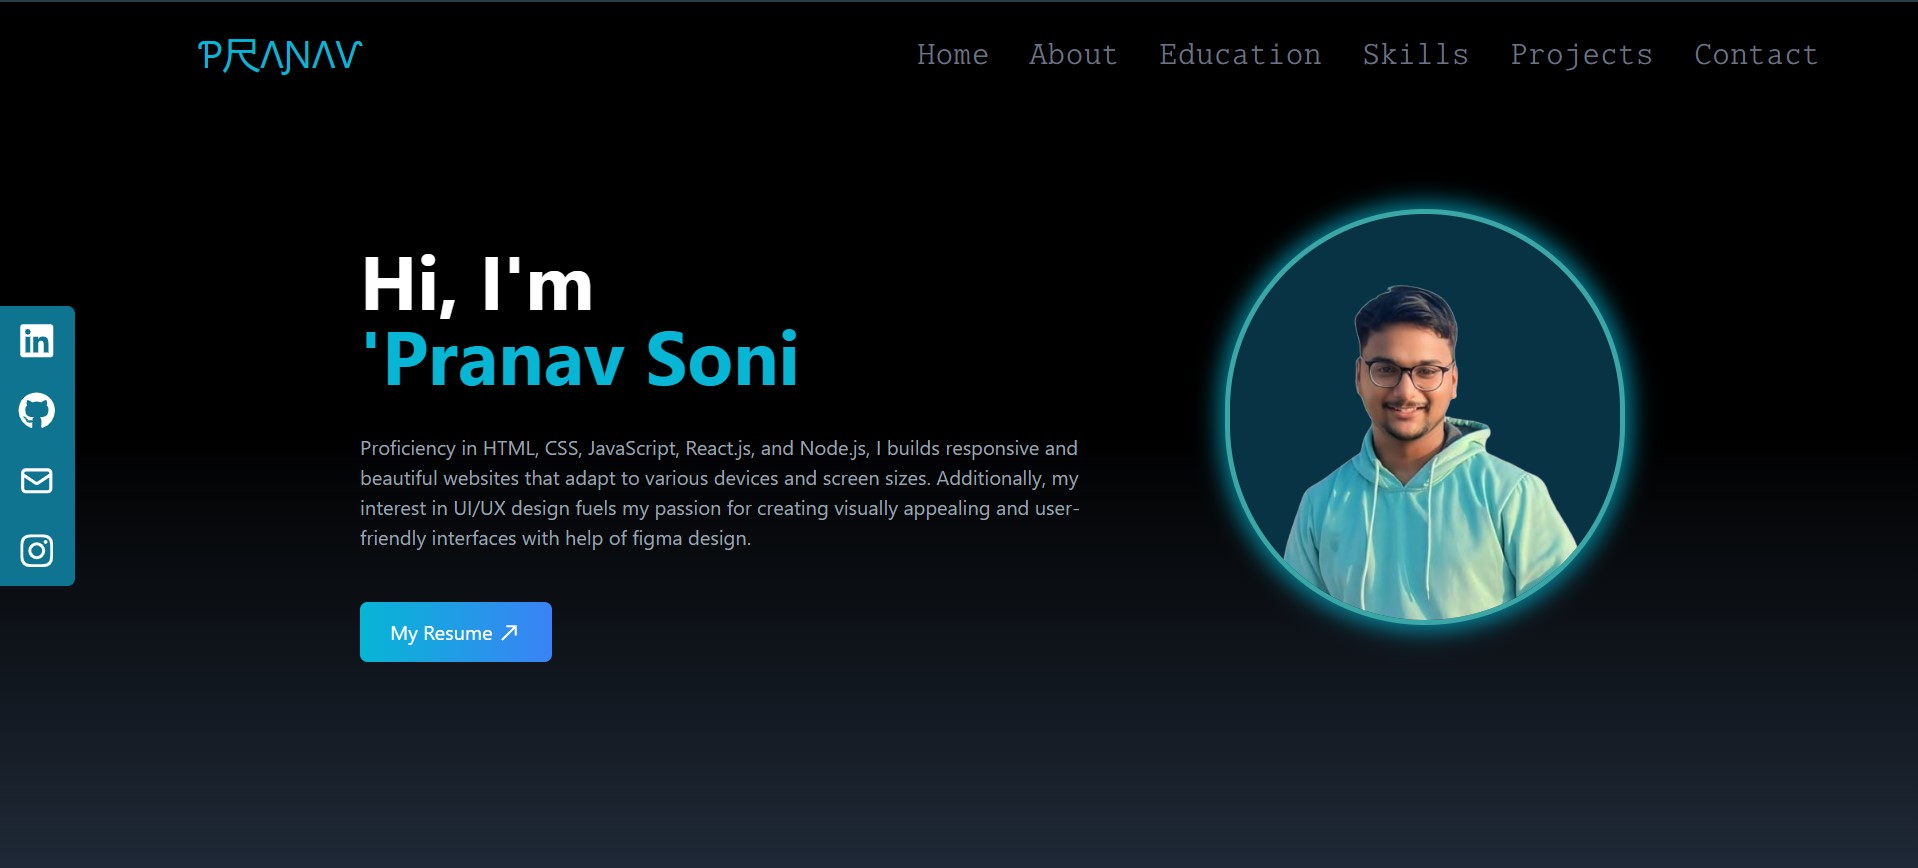 ƤR̶ΛƝΛѴ
Home About Education Skills Projects Contact
Hi, I'm
'Pranav Soni
Proficiency in HTML, CSS, JavaScript, React.js, and Node.js, I builds responsive and
beautiful websites that adapt to various devices and screen sizes. Additionally, my
interest in UI/UX design fuels my passion for creating visually appealing and user-
friendly interfaces with help of figma design.
My Resume
in